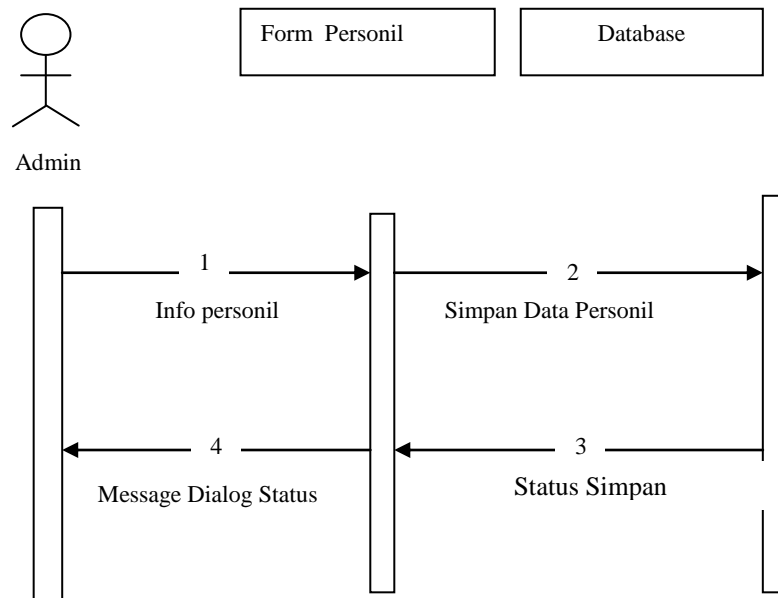 Form Personil
Database
Admin
1
2
Info personil
Simpan Data Personil
4
3
Message Dialog Status
Status Simpan